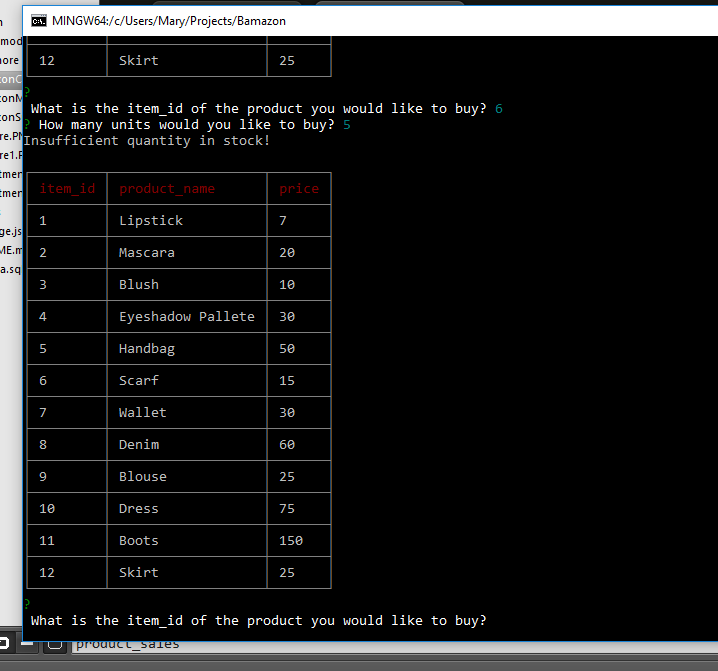 MINGW64:/c/Users/Mary/Projects/Bamazon
12 Skirt 25
?
What is the item_id of the product you would like to buy? 6
? How many units would you like to buy? 5
Insufficient quantity in stock!
item_id product_name price
1 Lipstick 7
2 Mascara 20
3 Blush 10
4 Eyeshadow Pallete 30
5 Handbag 50
6 Scarf 15
7 Wallet 30
8 Denim 60
9 Blouse 25
10 Dress 75
11 Boots 150
12 Skirt 25
?
What is the item_id of the product you would like to buy?
product_sales